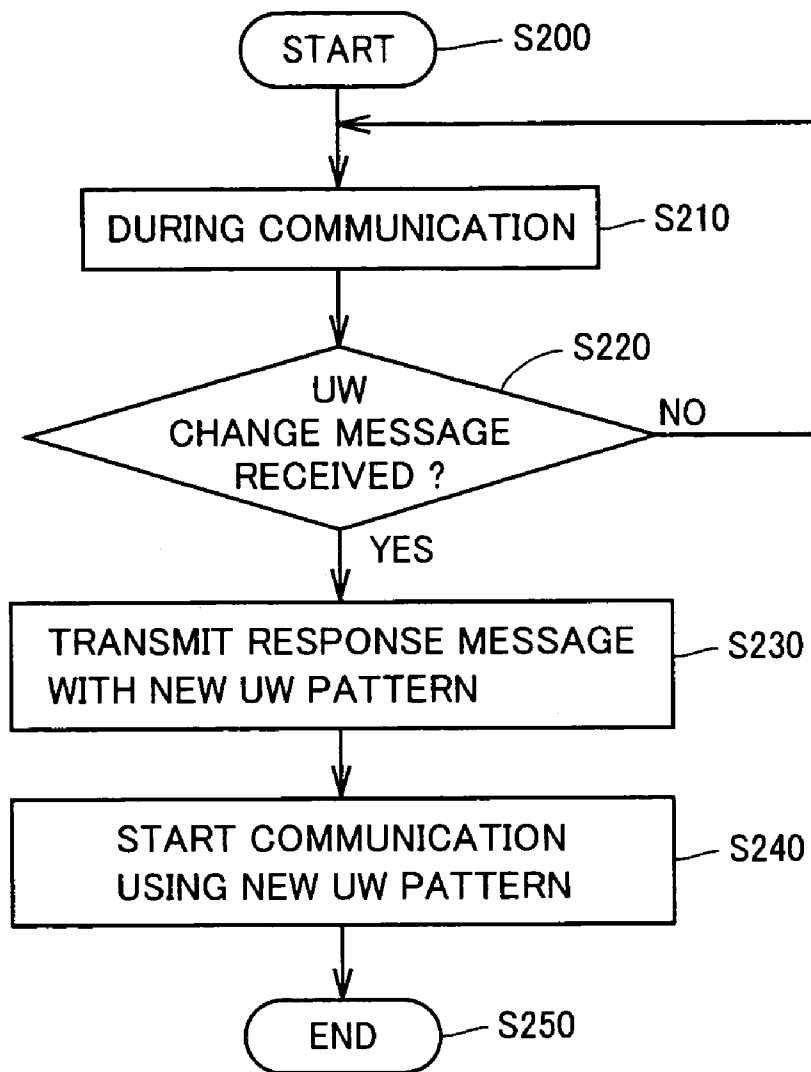 START
S200
DURING COMMUNICATION
S210
S220
UW
CHANGE MESSAGE
RECEIVED ?
NO
YES
TRANSMIT RESPONSE MESSAGE
WITH NEW UW PATTERN
S230
START COMMUNICATION
USING NEW UW PATTERN
S240
END
S250